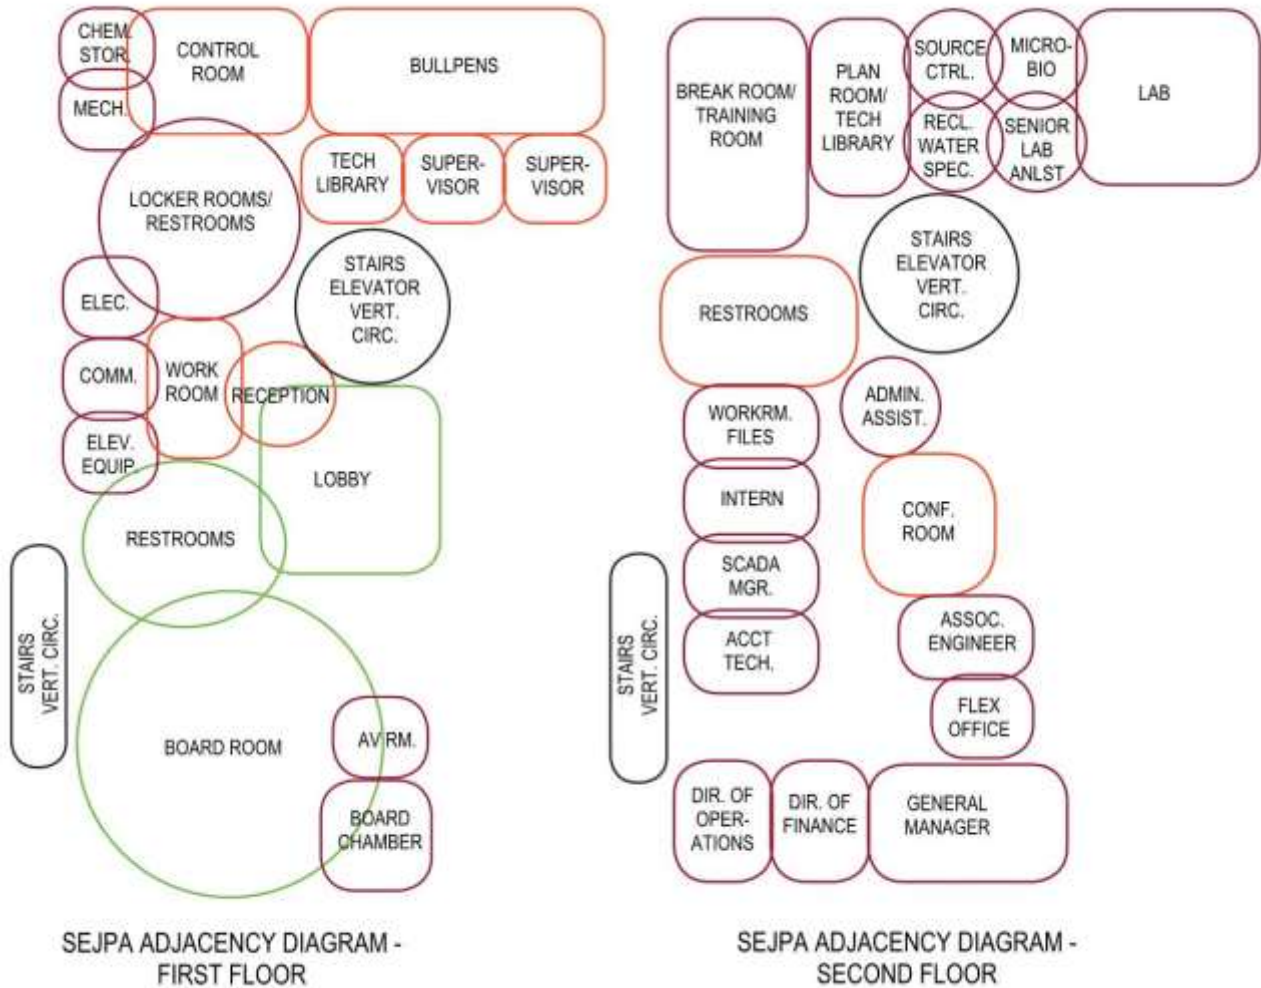 CHEM.
STOR.
MECH.
CONTROL
ROOM
BULLPENS
TECH
LIBRARY
SUPER-
VISOR
SUPER-
VISOR
LOCKER ROOMS/
RESTROOMS
STAIRS
ELEVATOR
VERT.
CIRC.
ELEC.
COMM.
ELEV.
EQUIP.
WORK
ROOM
RECEPTION
LOBBY
RESTROOMS
STAIRS
VERT. CIRC.
BOARD ROOM
AV RM.
BOARD
CHAMBER
SEJPA ADJACENCY DIAGRAM -
FIRST FLOOR
BREAK ROOM/
TRAINING
ROOM
PLAN
ROOM/
TECH
LIBRARY
SOURCE
CTRL.
MICRO-
BIO
RECL.
WATER
SPEC.
SENIOR
LAB
ANLST
LAB
STAIRS
ELEVATOR
VERT.
CIRC.
RESTROOMS
WORKRM.
FILES
ADMIN.
ASSIST.
INTERN
CONF.
ROOM
SCADA
MGR.
ACCT
TECH.
STAIRS
VERT. CIRC.
ASSOC.
ENGINEER
FLEX
OFFICE
DIR. OF
OPER-
ATIONS
DIR. OF
FINANCE
GENERAL
MANAGER
SEJPA ADJACENCY DIAGRAM -
SECOND FLOOR